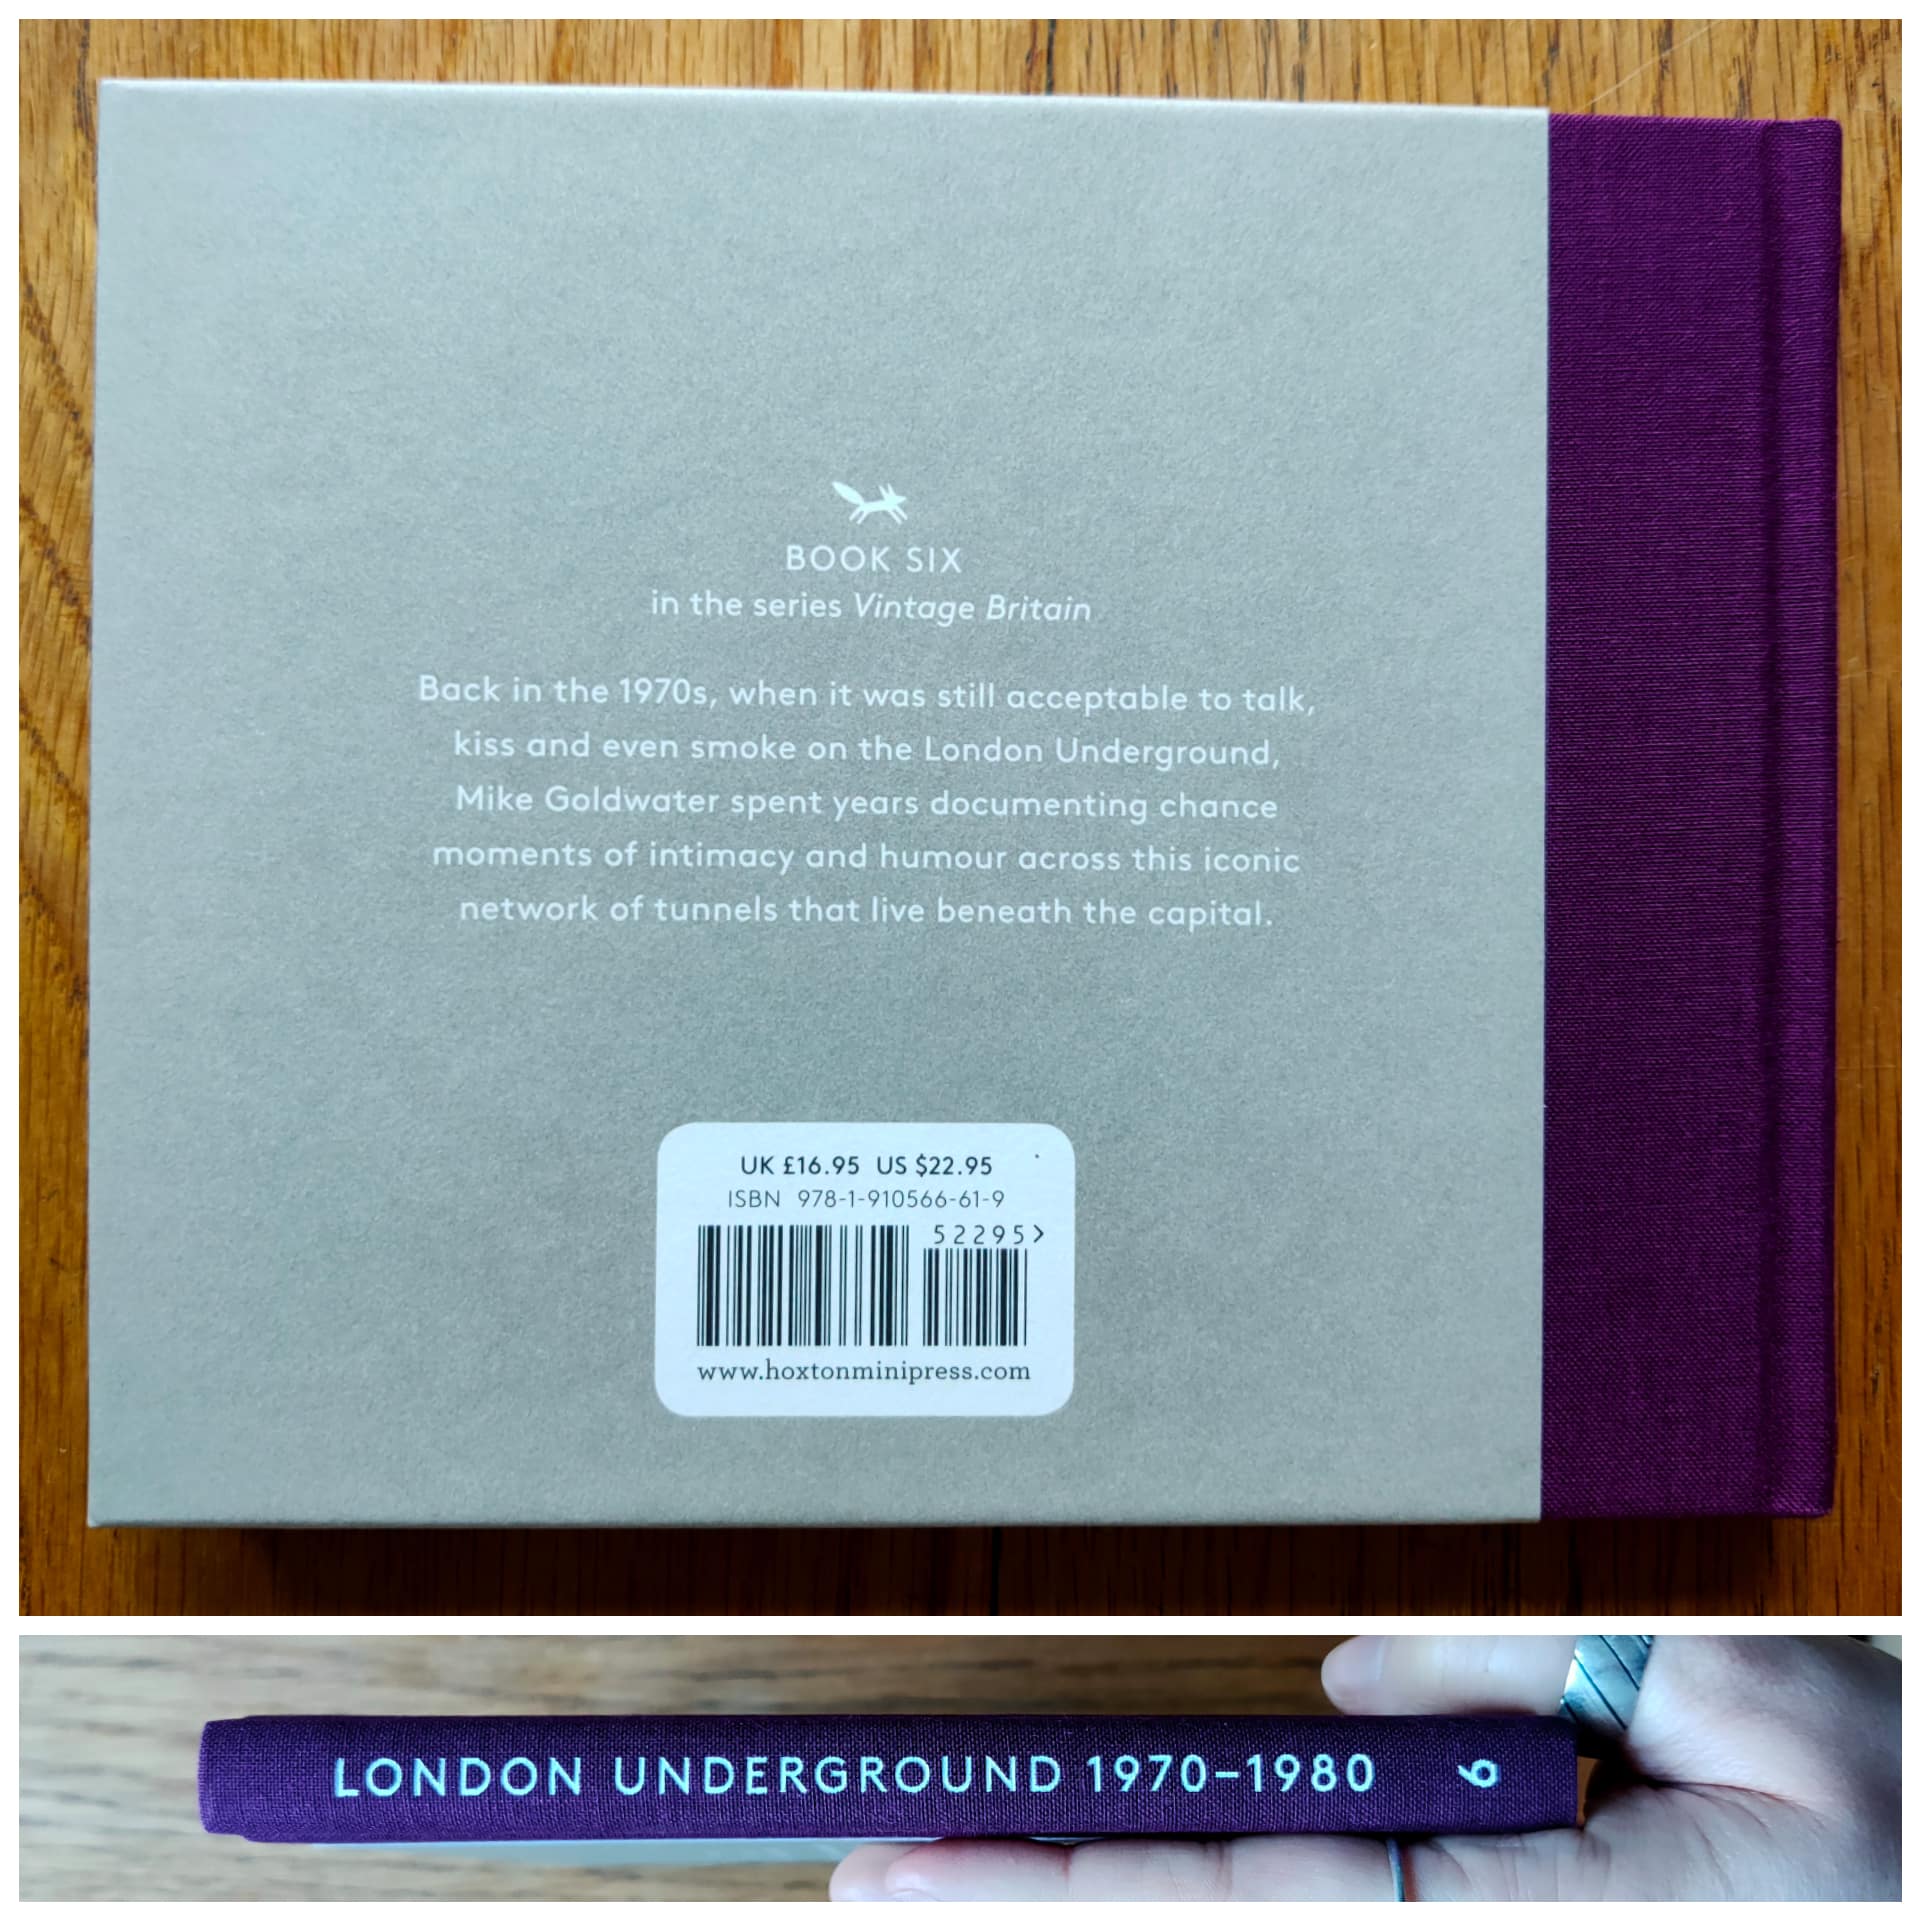 BOOK SIX
in the series Vintage Britain
Back in the 1970s, when it was still acceptable to talk,
kiss and even smoke on the London Underground,
Mike Goldwater spent years documenting chance
moments of intimacy and humour across this iconic
network of tunnels that live beneath the capital.
UK £16.95 US $22.95
ISBN 978-1-910566-61-9
52295>
www.hoxtonminipress.com
LONDON UNDERGROUND 1970–1980 6